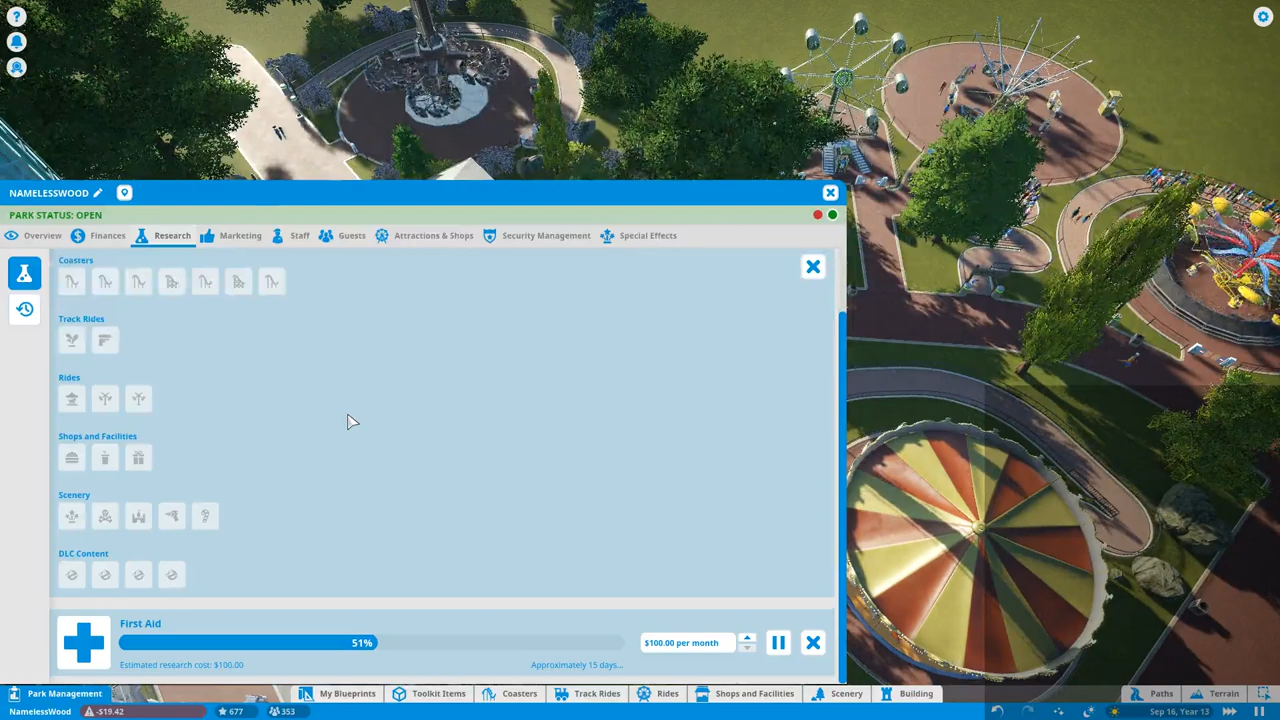 NAMELESSWOOD
PARK STATUS: OPEN
Overview Finances Research Marketing Staff Guests Attractions & Shops Security Management Special Effects
Coasters
Track Rides
Rides
Shops and Facilities
Scenery
DLC Content
First Aid
51%
$100.00 per month
Estimated research cost: $100.00
Approximately 15 days...
Park Management My Blueprints Toolkit Items Coasters Track Rides Rides Shops and Facilities Scenery Building Paths Terrain
NamelessWood -$19.42 677 353 Sep 16, Year 13